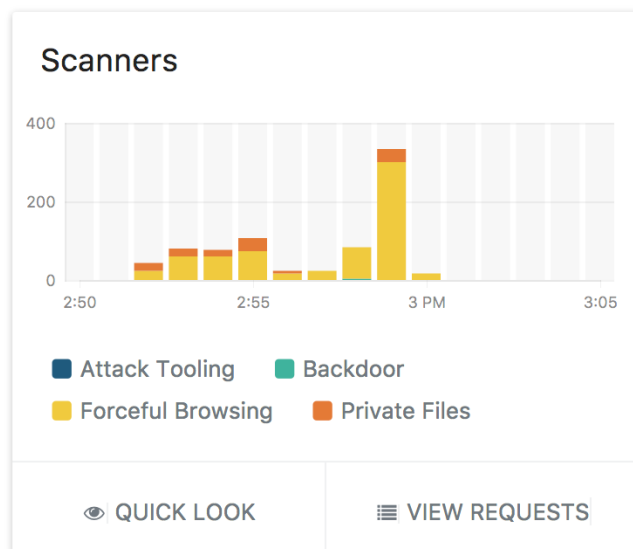 Scanners
400
200
0
2:50 2:55 3 PM 3:05
Attack Tooling Backdoor
Forceful Browsing Private Files
QUICK LOOK VIEW REQUESTS